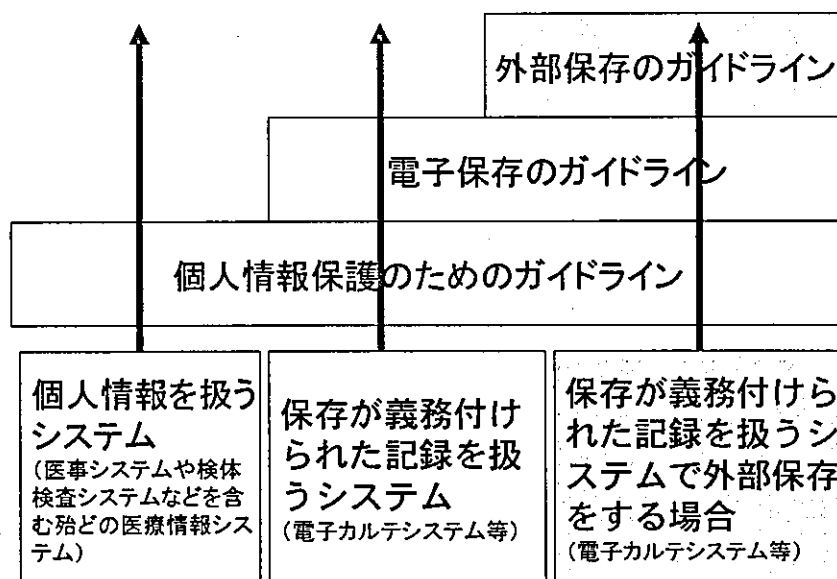 外部保存のガイドライン
電子保存のガイドライン
個人情報保護のためのガイドライン
個人情報を扱う
システム
(医事システムや検体
検査システムなどを含
む殆どの医療情報シス
テム)
保存が義務付け
られた記録を扱
うシステム
(電子カルテシステム等)
保存が義務付けら
れた記録を扱うシ
ステムで外部保存
をする場合
(電子カルテシステム等)